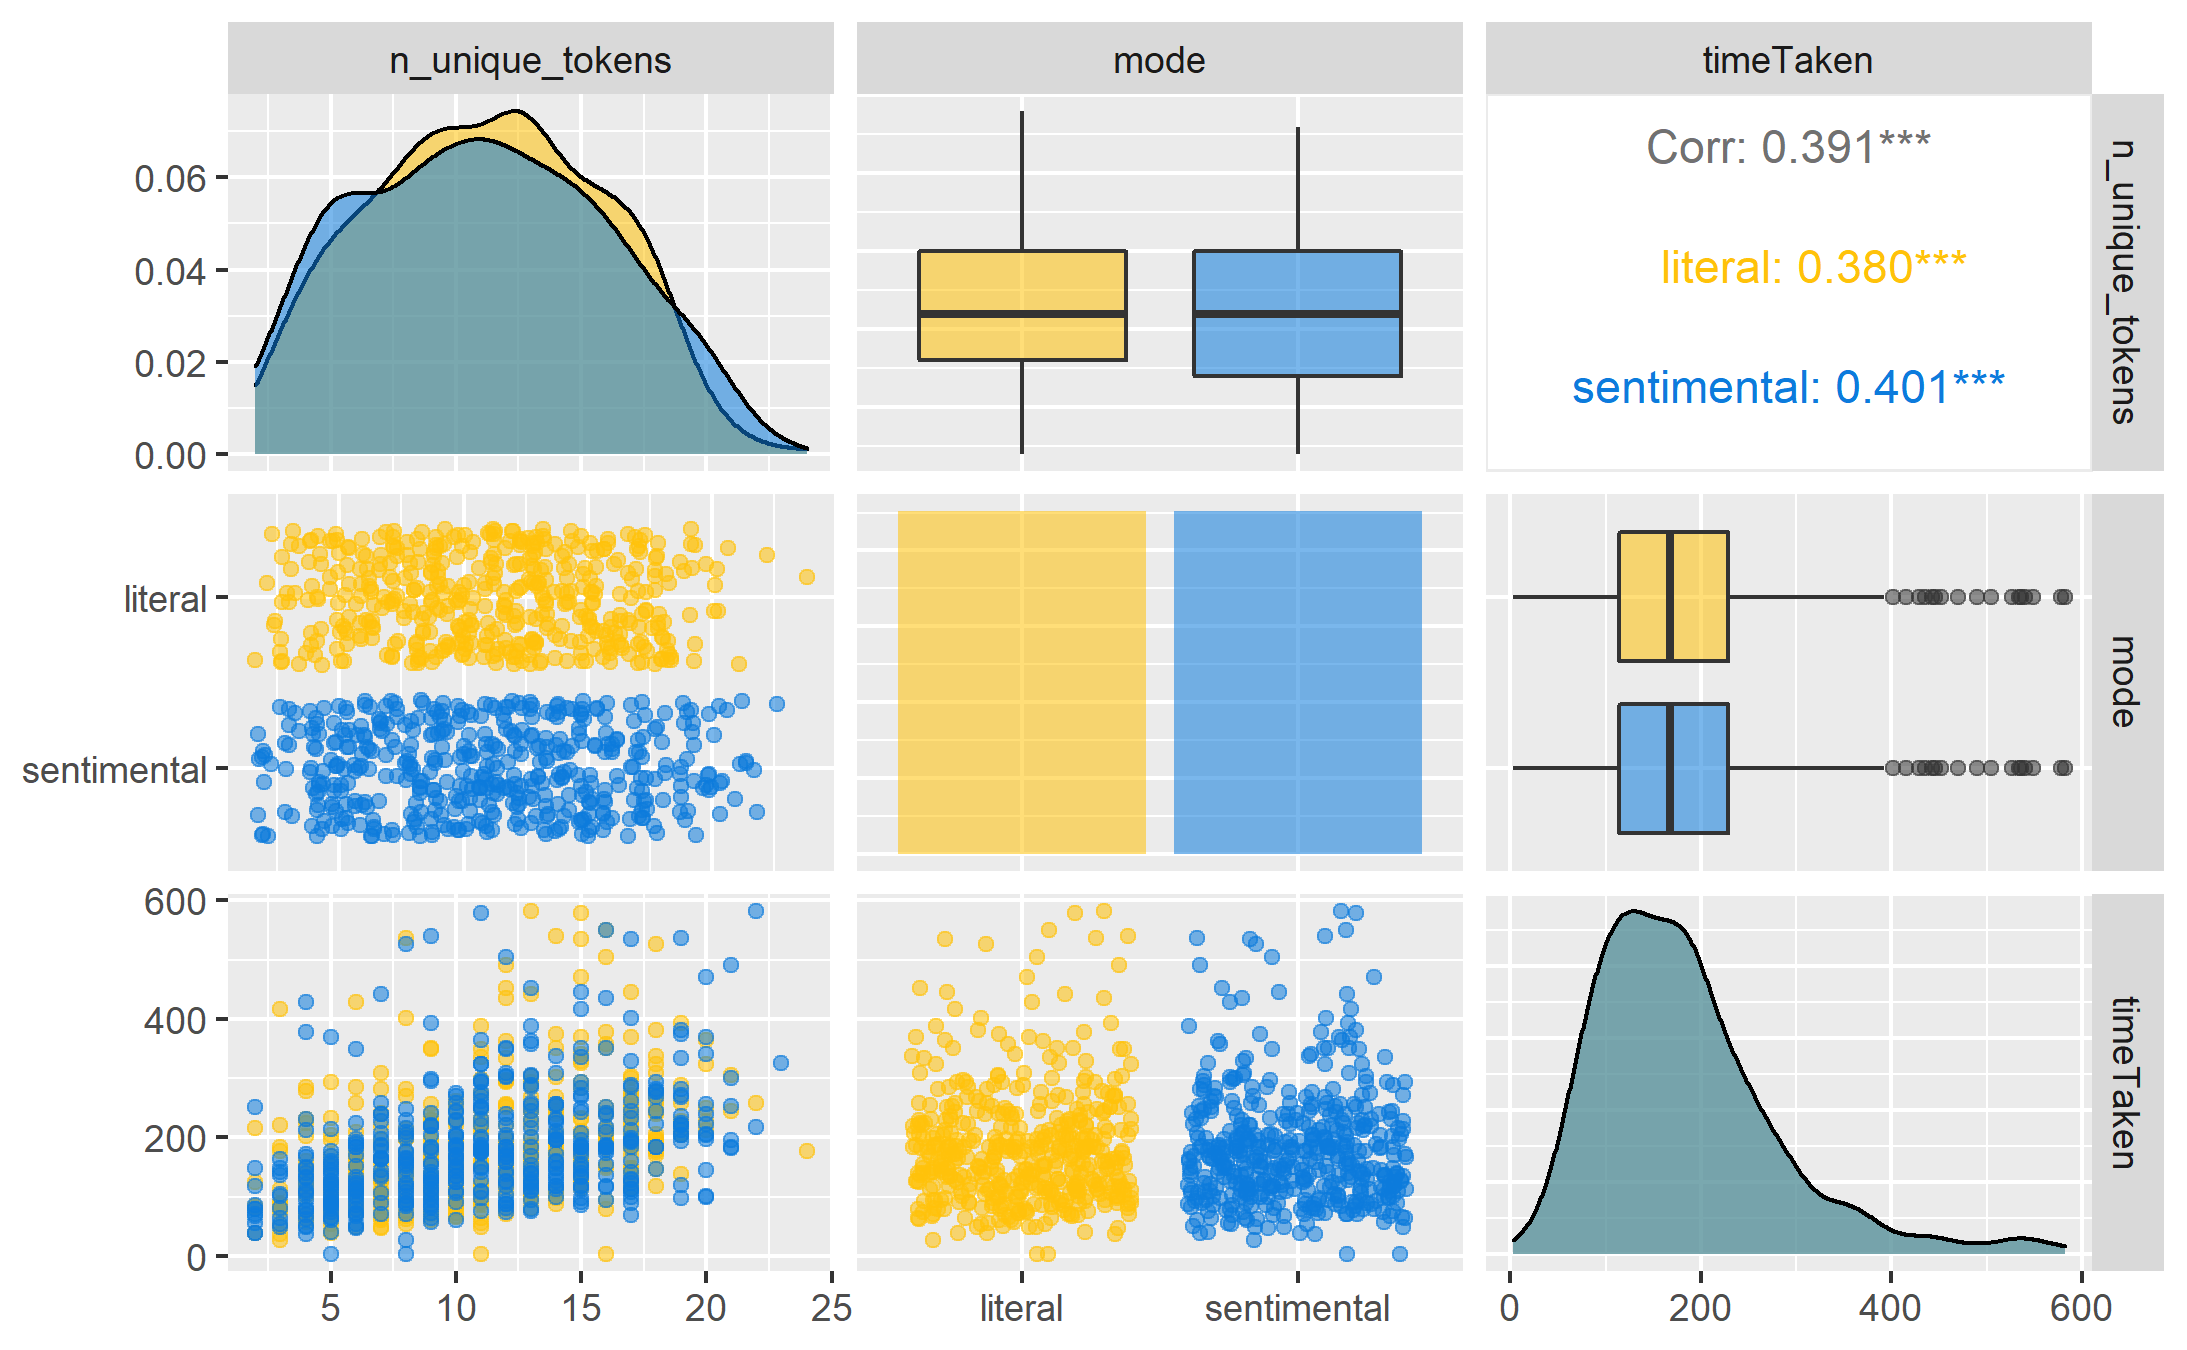 n_unique_tokens
mode
timeTaken
Corr: 0.391***
literal: 0.380***
sentimental: 0.401***
n_unique_tokens
0.06
0.04
0.02
0.00
literal
sentimental
mode
600
400
200
0
timeTaken
5
10
15
20
25
literal
sentimental
0
200
400
600